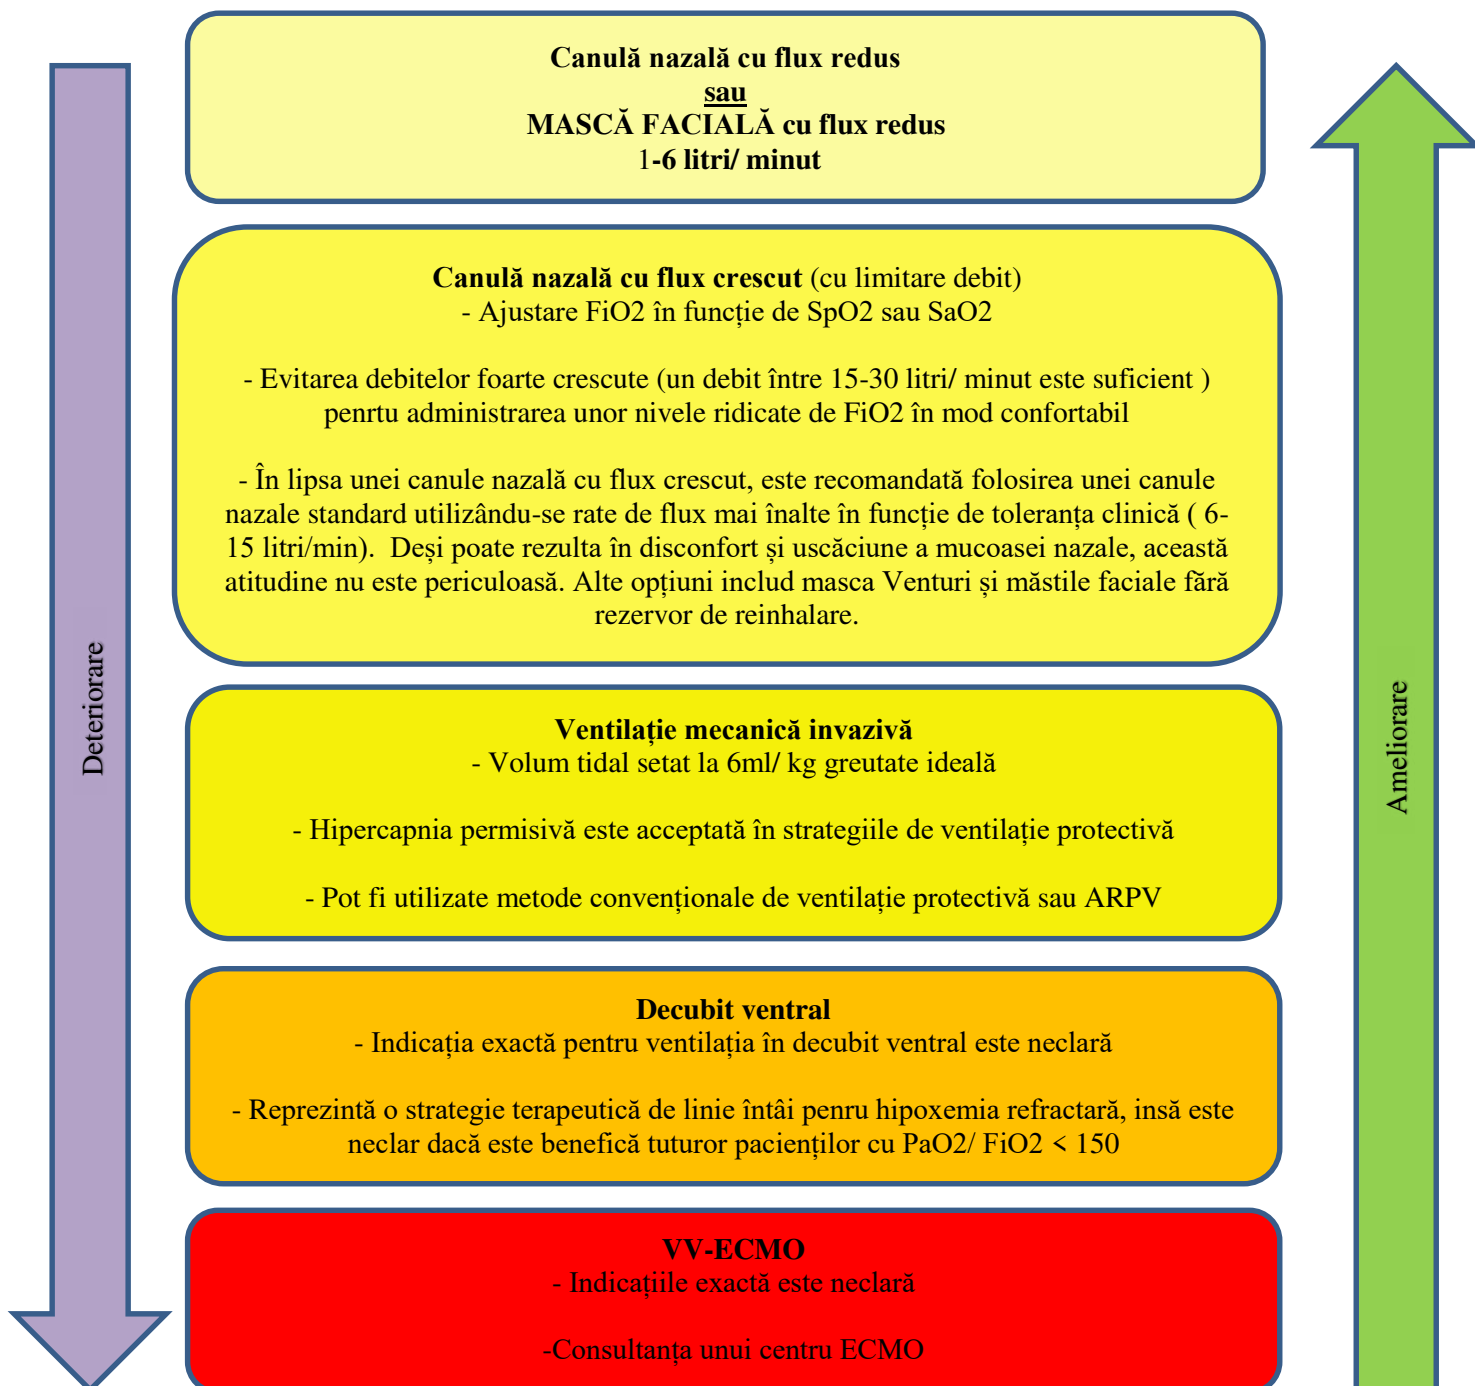 Canulă nazală cu flux redus
sau
MASCĂ FACIALĂ cu flux redus
1-6 litri/ minut
Canulă nazală cu flux crescut (cu limitare debit)
- Ajustare FiO2 în funcție de SpO2 sau SaO2
- Evitarea debitelor foarte crescute (un debit între 15-30 litri/ minut este suficient )
penrtu administrarea unor nivele ridicate de FiO2 în mod confortabil
- În lipsa unei canule nazală cu flux crescut, este recomandată folosirea unei canule
nazale standard utilizându-se rate de flux mai înalte în funcție de toleranța clinică ( 6-
15 litri/min). Deși poate rezulta în disconfort și uscăciune a mucoasei nazale, această
atitudine nu este periculoasă. Alte opțiuni includ masca Venturi și măstile faciale fără
rezervor de reinhalare.
Deteriorare
Ventilație mecanică invazivă
- Volum tidal setat la 6ml/ kg greutate ideală
- Hipercapnia permisivă este acceptată în strategiile de ventilație protectivă
- Pot fi utilizate metode convenționale de ventilație protectivă sau ARPV
Ameliorare
Decubit ventral
- Indicația exactă pentru ventilația în decubit ventral este neclară
- Reprezintă o strategie terapeutică de linie întâi penru hipoxemia refractară, insă este
neclar dacă este benefică tuturor pacienților cu PaO2/ FiO2 < 150
VV-ECMO
- Indicațiile exactă este neclară
-Consultanța unui centru ECMO